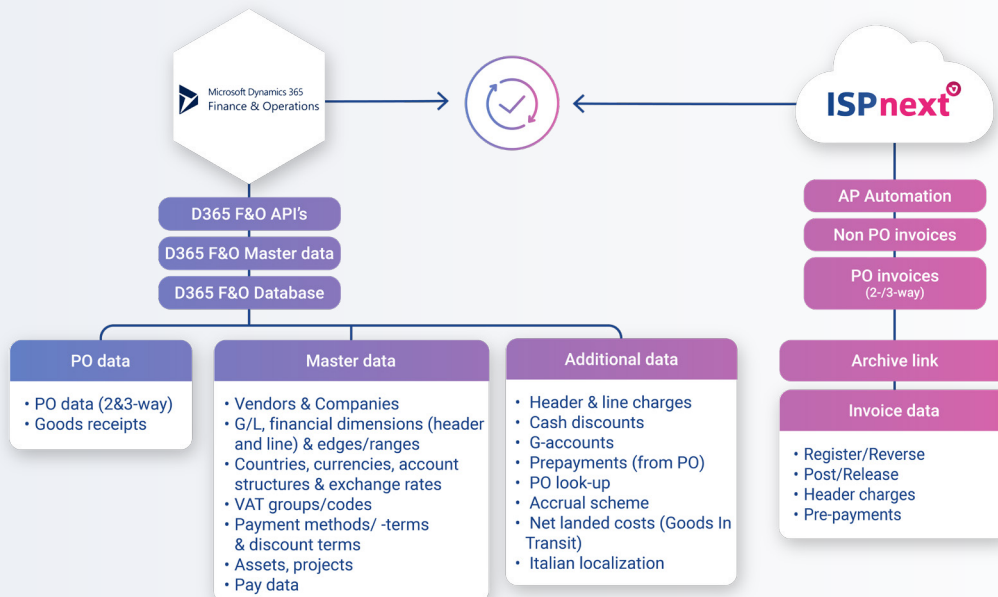 Microsoft Dynamics 365
Finance & Operations
ISPnext
D365 F&O API's
D365 F&O Master data
D365 F&O Database
AP Automation
Non PO invoices
PO invoices
(2-/3-way)
PO data
• PO data (2&3-way)
• Goods receipts
Master data
• Vendors & Companies
• G/L, financial dimensions (header
and line) & edges/ranges
• Countries, currencies, account
structures & exchange rates
• VAT groups/codes
• Payment methods/ -terms
& discount terms
• Assets, projects
• Pay data
Additional data
• Header & line charges
• Cash discounts
• G-accounts
• Prepayments (from PO)
• PO look-up
• Accrual scheme
• Net landed costs (Goods In
Transit)
• Italian localization
Archive link
Invoice data
• Register/Reverse
• Post/Release
• Header charges
• Pre-payments